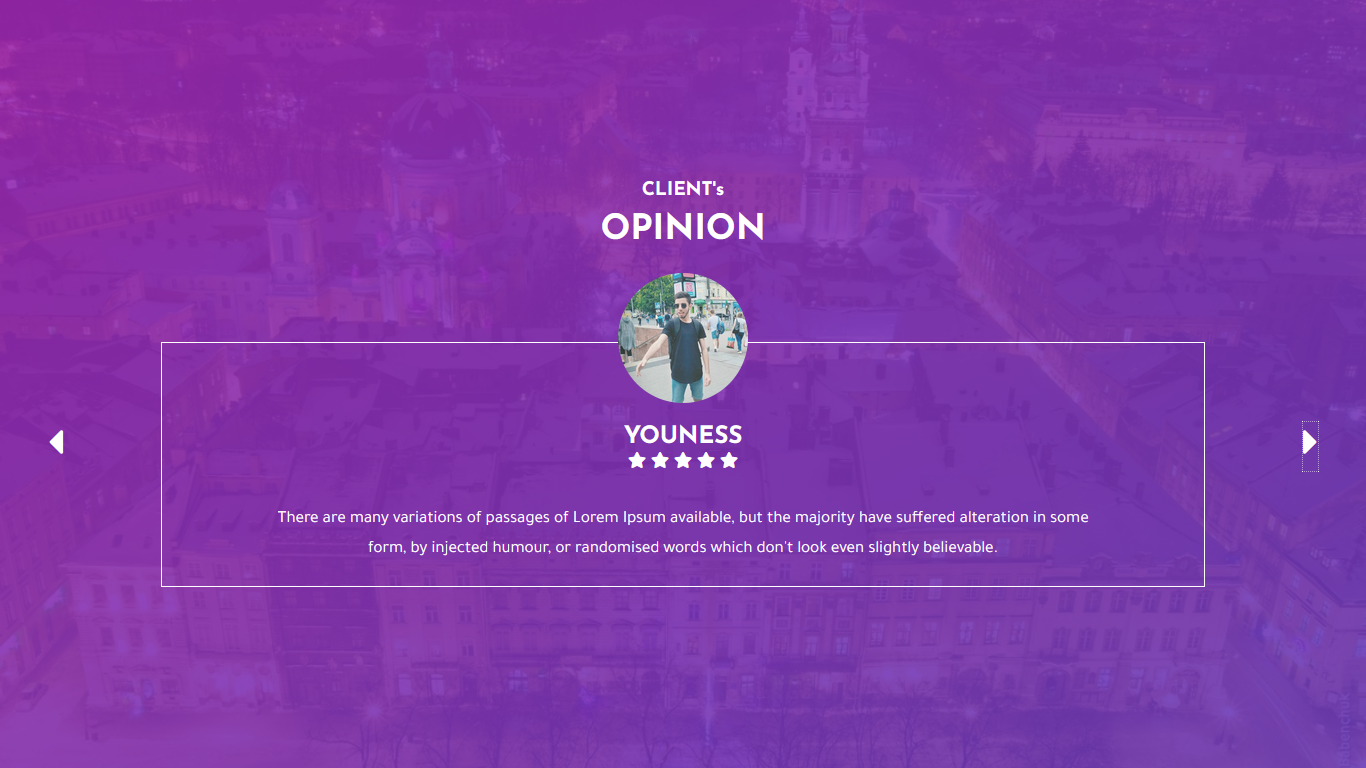 CLIENT's
OPINION
YOUNESS
There are many variations of passages of Lorem Ipsum available, but the majority have suffered alteration in some
form, by injected humour, or randomised words which don't look even slightly believable.